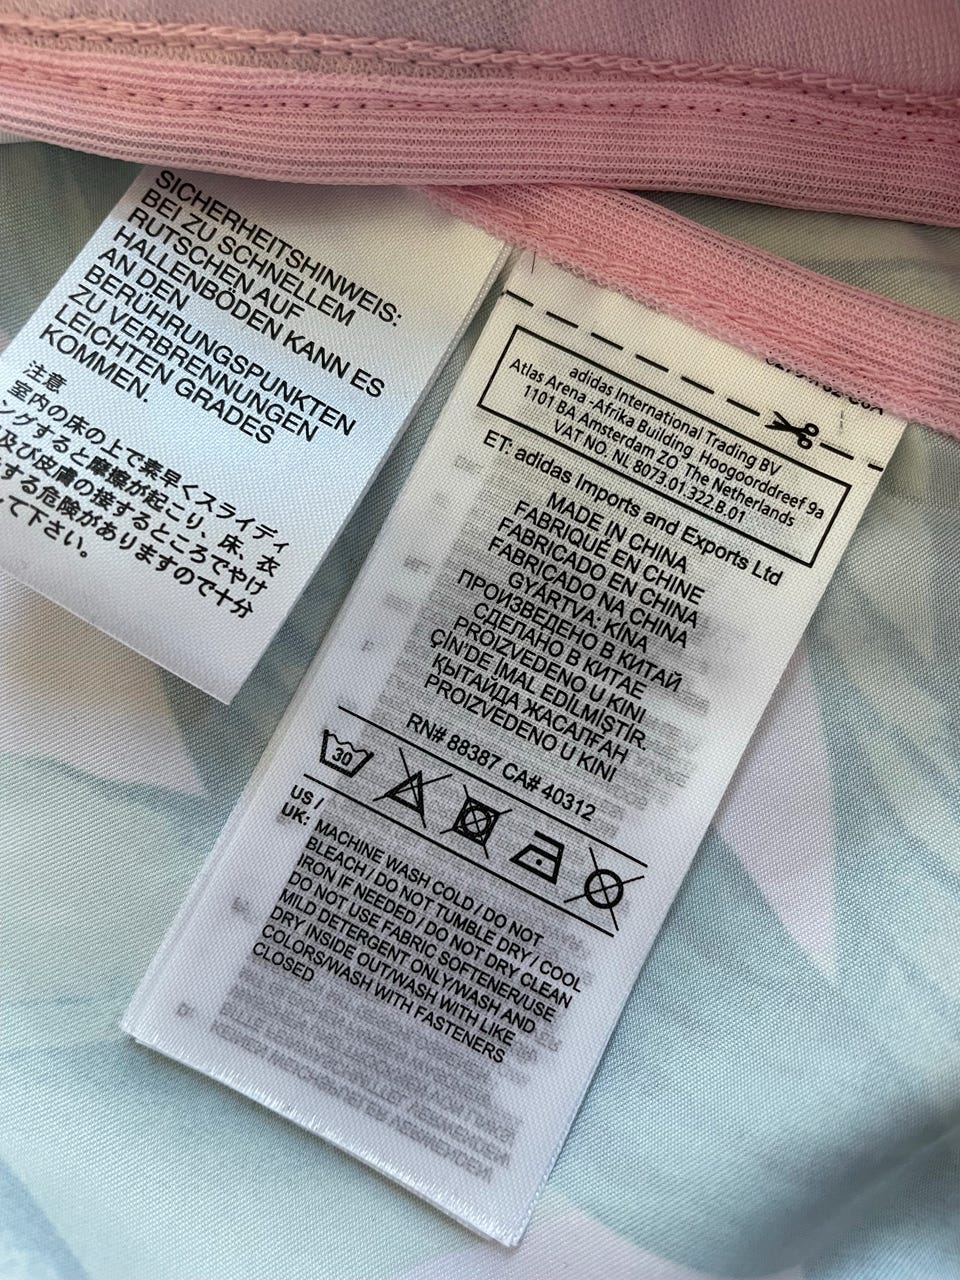 SICHERHEITSHINWEIS:
BEI ZU SCHNELLEM
RUTSCHEN AUF
HALLENBÖDEN KANN ES
AN DEN
BERÜHRUNGSPUNKTEN
ZU VERBRENNUNGEN
LEICHTEN GRADES
KOMMEN.
注意
室内の床の上で素早くスライディ
ングすると摩擦が起こり、床、衣
及び皮膚の接するところでやけ
する危険がありますので十分
して下さい。
adidas International Trading BV
Atlas Arena -Afrika Building Hoogoorddreef 9a
1101 BA Amsterdam ZO The Netherlands
VAT NO. NL 8073.01.322.B.01
ET: adidas Imports and Exports Ltd
MADE IN CHINA
FABRIQUÉ EN CHINE
FABRICADO EN CHINA
FABRICADO NA CHINA
GYÁRTVA: KÍNA
ПРОИЗВЕДЕНО В КИТАЙ
СДЕЛАНО В КИТАЕ
PROIZVEDENO U KINI
ÇİN'DE İMAL EDİLMİŞTİR.
ҚЫТАЙДА ЖАСАЛҒАН
PROIZVEDENO U KINI
RN# 88387 CA# 40312
30
US /
UK: MACHINE WASH COLD / DO NOT
BLEACH / DO NOT TUMBLE DRY / COOL
IRON IF NEEDED / DO NOT DRY CLEAN
DO NOT USE FABRIC SOFTENER/USE
MILD DETERGENT ONLY/WASH AND
DRY INSIDE OUT/WASH WITH LIKE
COLORS/WASH WITH FASTENERS
CLOSED